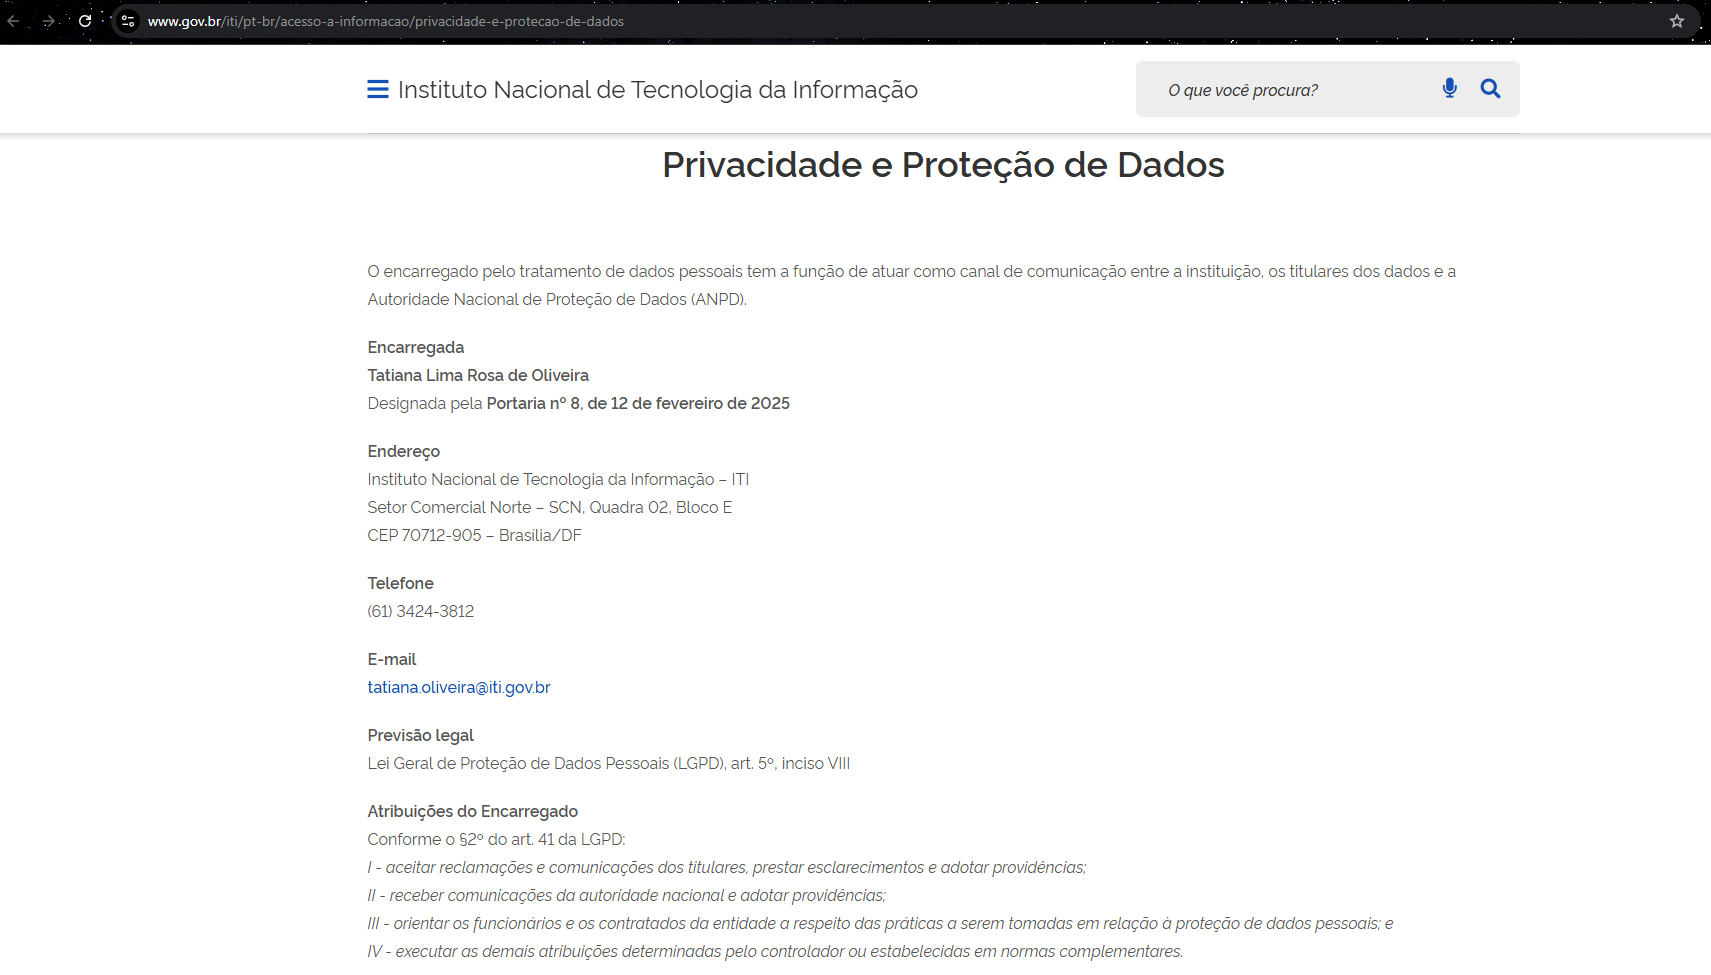 www.gov.br/iti/pt-br/acesso-a-informacao/privacidade-e-protecao-de-dados
Instituto Nacional de Tecnologia da Informação
O que você procura?
Privacidade e Proteção de Dados
O encarregado pelo tratamento de dados pessoais tem a função de atuar como canal de comunicação entre a instituição, os titulares dos dados e a
Autoridade Nacional de Proteção de Dados (ANPD).
Encarregada
Tatiana Lima Rosa de Oliveira
Designada pela Portaria nº 8, de 12 de fevereiro de 2025
Endereço
Instituto Nacional de Tecnologia da Informação – ITI
Setor Comercial Norte – SCN, Quadra 02, Bloco E
CEP 70712-905 – Brasília/DF
Telefone
(61) 3424-3812
E-mail
tatiana.oliveira@iti.gov.br
Previsão legal
Lei Geral de Proteção de Dados Pessoais (LGPD), art. 5º, inciso VIII
Atribuições do Encarregado
Conforme o §2º do art. 41 da LGPD:
I - aceitar reclamações e comunicações dos titulares, prestar esclarecimentos e adotar providências;
II - receber comunicações da autoridade nacional e adotar providências;
III - orientar os funcionários e os contratados da entidade a respeito das práticas a serem tomadas em relação à proteção de dados pessoais; e
IV - executar as demais atribuições determinadas pelo controlador ou estabelecidas em normas complementares.